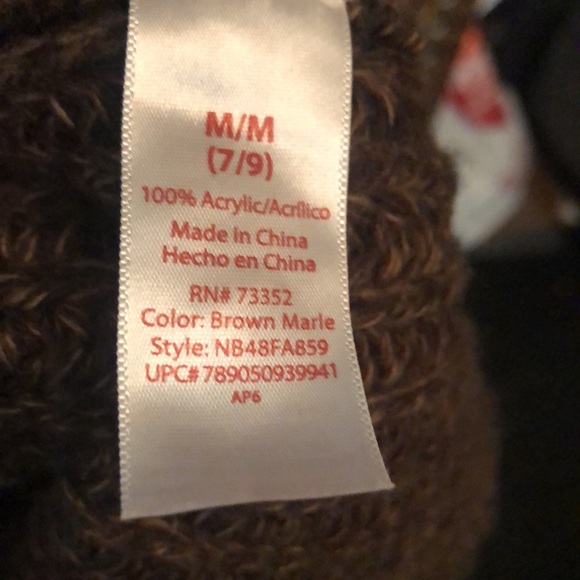 M/M
(7/9)
100% Acrylic/Acrílico
Made in China
Hecho en China
RN# 73352
Color: Brown Marle
Style: NB48FA859
UPC# 789050939941
AP6